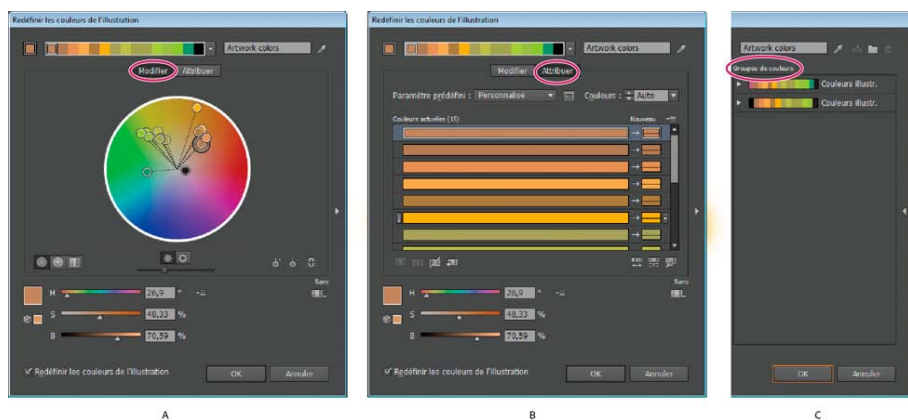 Redéfinir les couleurs de l'illustration
Artwork colors
Modifier
Attribuer
H
26,9
°
S
48,33
%
B
70,59
%
Sans
Redéfinir les couleurs de l'illustration
OK
Annuler
A
Redéfinir les couleurs de l'illustration
Artwork colors
Modifier
Attribuer
Paramètre prédéfini : Personnalisé
Couleurs : Auto
Couleurs actuelles (15)
Nouveau
H
26,9
°
S
48,33
%
B
70,59
%
Sans
Redéfinir les couleurs de l'illustration
OK
Annuler
B
Artwork colors
Groupes de couleurs
Couleurs illustr.
Couleurs illustr.
OK
Annuler
C